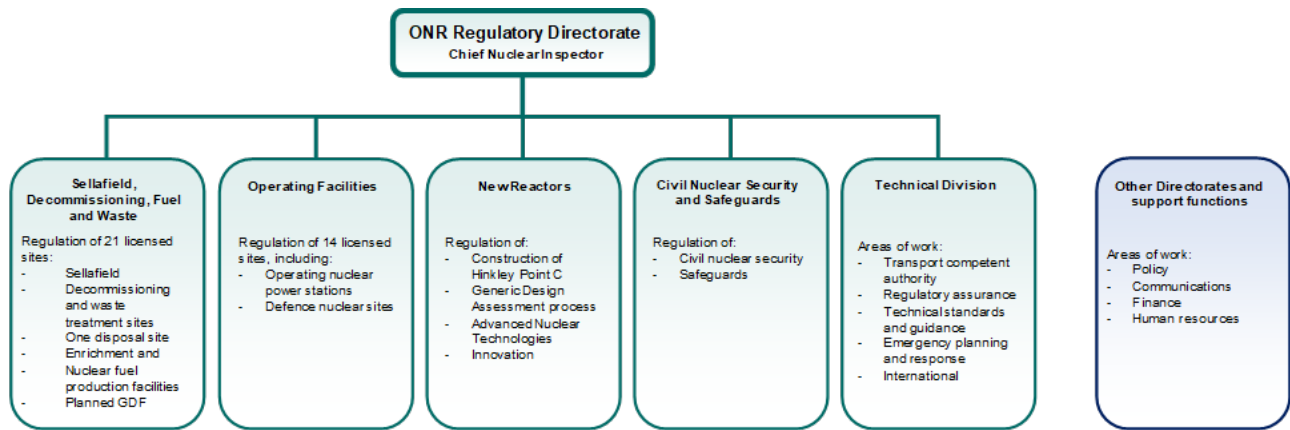 ONR Regulatory Directorate
Chief Nuclear Inspector
Sellafield,
Decommissioning, Fuel
and Waste
Regulation of 21 licensed
sites:
- Sellafield
- Decommissioning
and waste
treatment sites
- One disposal site
- Enrichment and
- Nuclear fuel
production facilities
- Planned GDF
Operating Facilities
Regulation of 14 licensed
sites, including:
- Operating nuclear
power stations
- Defence nuclear sites
New Reactors
Regulation of:
- Construction of
Hinkley Point C
- Generic Design
Assessment process
- Advanced Nuclear
Technologies
- Innovation
Civil Nuclear Security
and Safeguards
Regulation of:
- Civil nuclear security
- Safeguards
Technical Division
Areas of work:
- Transport competent
authority
- Regulatory assurance
- Technical standards
and guidance
- Emergency planning
and response
- International
Other Directorates and
support functions
Areas of work:
- Policy
- Communications
- Finance
- Human resources